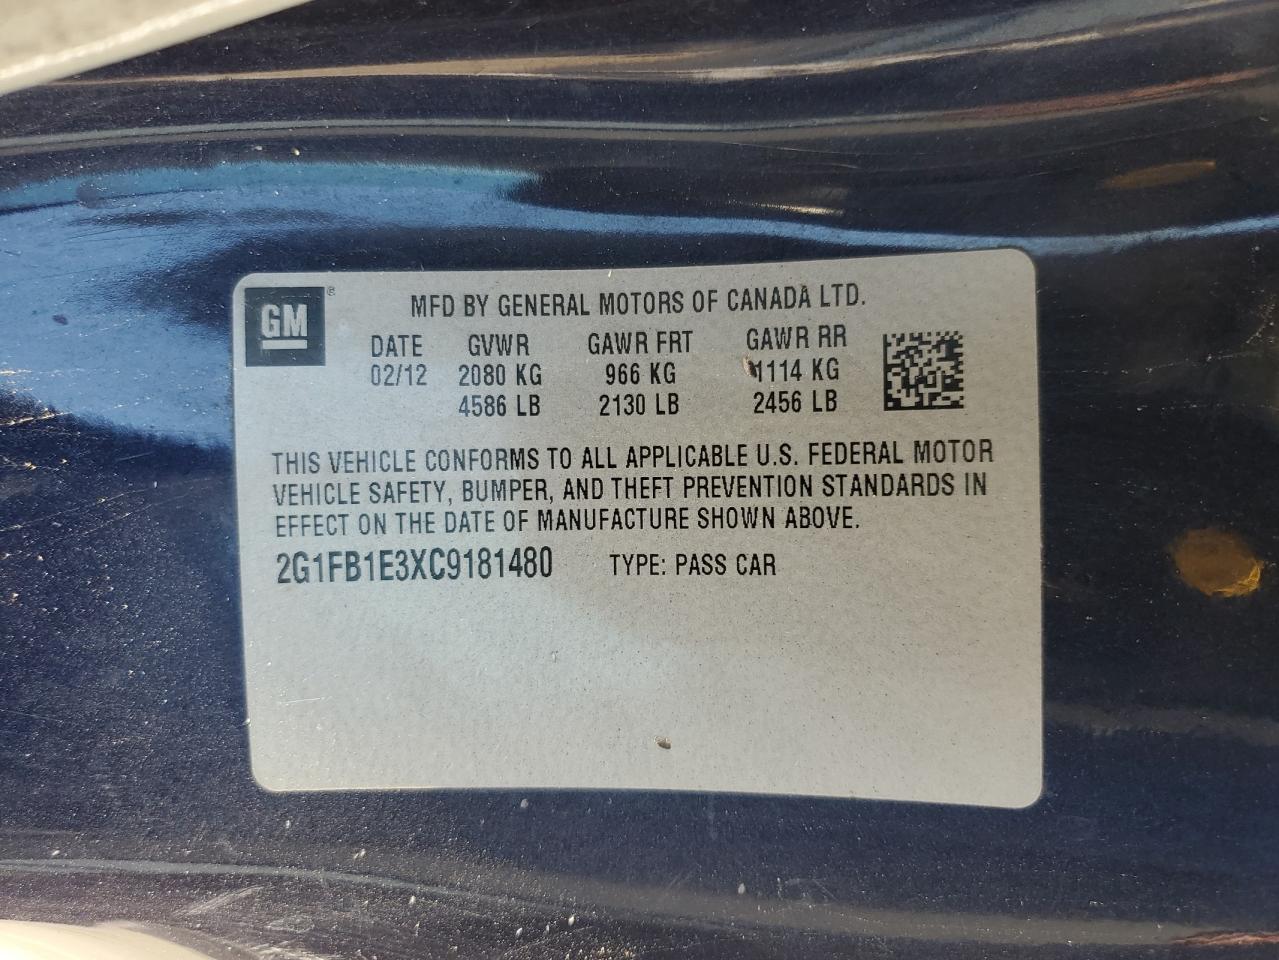 GM®
MFD BY GENERAL MOTORS OF CANADA LTD.
DATE GVWR GAWR FRT GAWR RR
02/12 2080 KG 966 KG 1114 KG
4586 LB 2130 LB 2456 LB
THIS VEHICLE CONFORMS TO ALL APPLICABLE U.S. FEDERAL MOTOR
VEHICLE SAFETY, BUMPER, AND THEFT PREVENTION STANDARDS IN
EFFECT ON THE DATE OF MANUFACTURE SHOWN ABOVE.
2G1FB1E3XC9181480 TYPE: PASS CAR